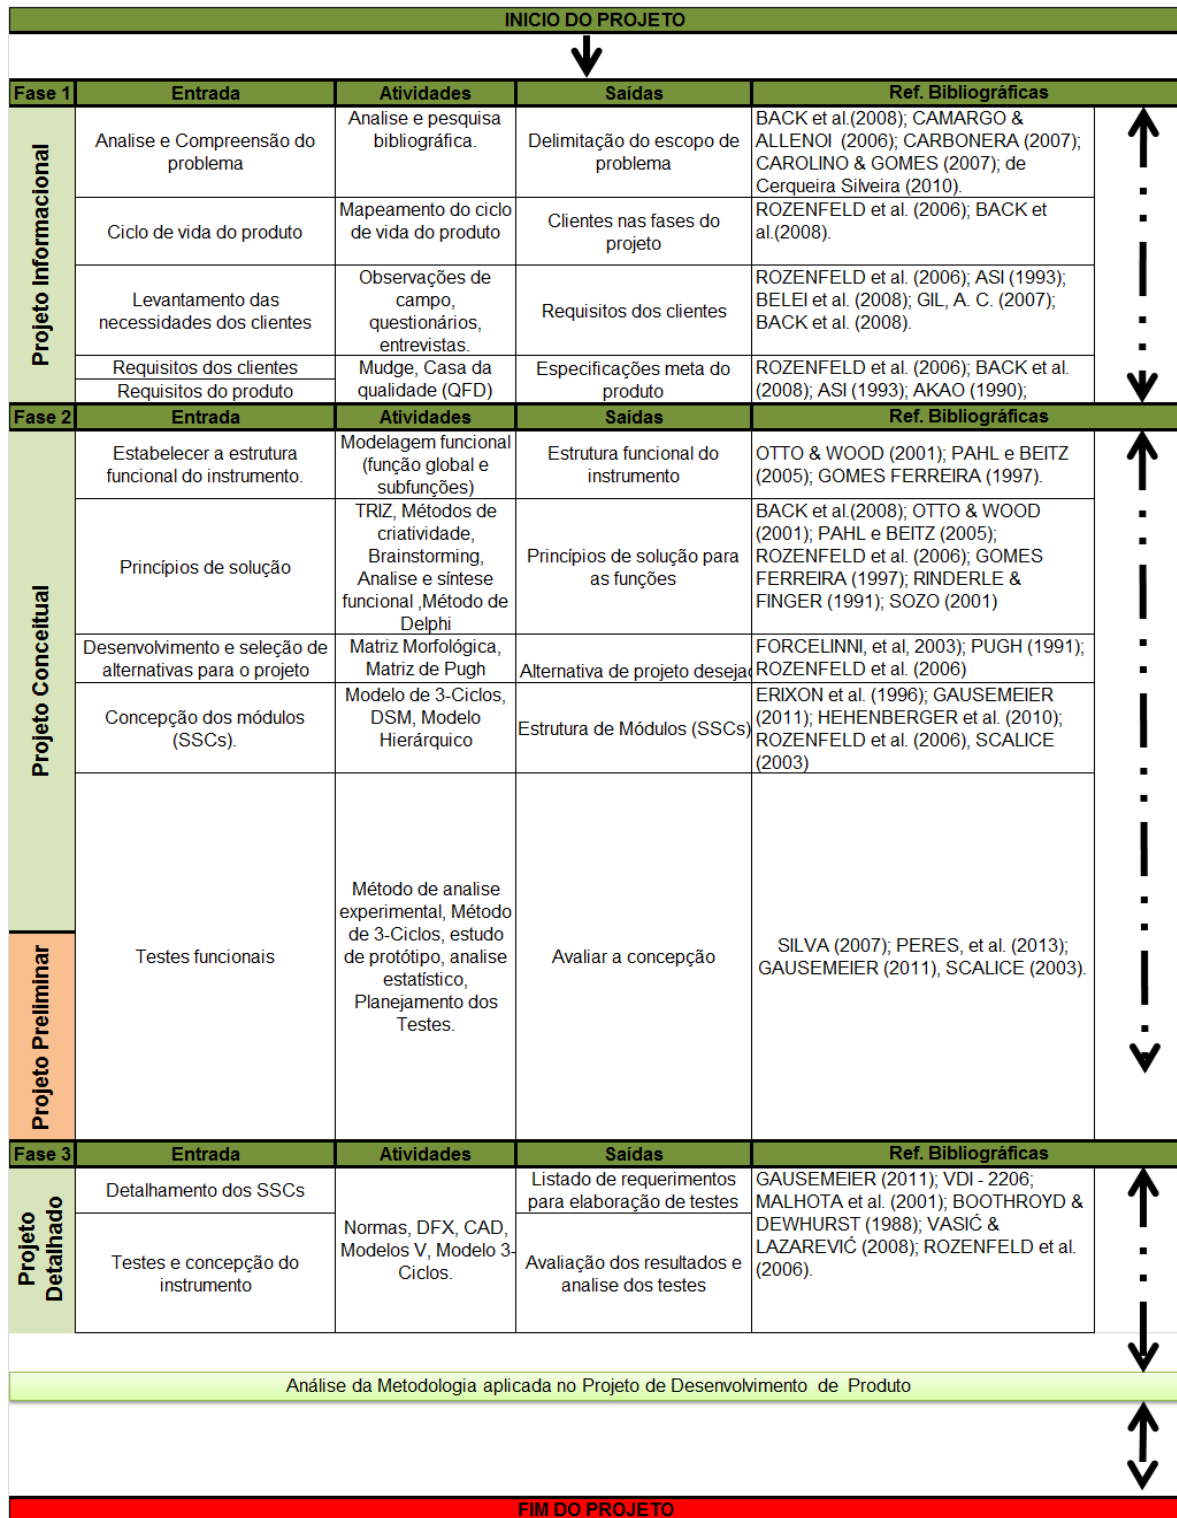 INICIO DO PROJETO
Fase 1 Entrada Atividades Saídas Ref. Bibliográficas
Projeto Informacional
Analise e Compreensão do
problema
Analise e pesquisa
bibliográfica.
Delimitação do escopo de
problema
BACK et al.(2008); CAMARGO &
ALLENOI (2006); CARBONERA (2007);
CAROLINO & GOMES (2007); de
Cerqueira Silveira (2010).
Ciclo de vida do produto
Mapeamento do ciclo
de vida do produto
Clientes nas fases do
projeto
ROZENFELD et al. (2006); BACK et
al.(2008).
Levantamento das
necessidades dos clientes
Observações de
campo,
questionários,
entrevistas.
Requisitos dos clientes
ROZENFELD et al. (2006); ASI (1993);
BELEI et al. (2008); GIL, A. C. (2007);
BACK et al. (2008).
Requisitos dos clientes
Requisitos do produto
Mudge, Casa da
qualidade (QFD)
Especificações meta do
produto
ROZENFELD et al. (2006); BACK et al.
(2008); ASI (1993); AKAO (1990);
Fase 2 Entrada Atividades Saídas Ref. Bibliográficas
Projeto Conceitual
Estabelecer a estrutura
funcional do instrumento.
Modelagem funcional
(função global e
subfunções)
Estrutura funcional do
instrumento
OTTO & WOOD (2001); PAHL e BEITZ
(2005); GOMES FERREIRA (1997).
Princípios de solução
TRIZ, Métodos de
criatividade,
Brainstorming,
Analise e síntese
funcional ,Método de
Delphi
Princípios de solução para
as funções
BACK et al.(2008); OTTO & WOOD
(2001); PAHL e BEITZ (2005);
ROZENFELD et al. (2006); GOMES
FERREIRA (1997); RINDERLE &
FINGER (1991); SOZO (2001)
Desenvolvimento e seleção de
alternativas para o projeto
Matriz Morfológica,
Matriz de Pugh
Alternativa de projeto desejac
FORCELINNI, et al, 2003); PUGH (1991);
ROZENFELD et al. (2006)
Concepção dos módulos
(SSCs).
Modelo de 3-Ciclos,
DSM, Modelo
Hierárquico
Estrutura de Módulos (SSCs)
ERIXON et al. (1996); GAUSEMEIER
(2011); HEHENBERGER et al. (2010);
ROZENFELD et al. (2006), SCALICE
(2003)
Projeto Preliminar
Testes funcionais
Método de analise
experimental, Método
de 3-Ciclos, estudo
de protótipo, analise
estatístico,
Planejamento dos
Testes.
Avaliar a concepção
SILVA (2007); PERES, et al. (2013);
GAUSEMEIER (2011), SCALICE (2003).
Fase 3 Entrada Atividades Saídas Ref. Bibliográficas
Projeto
Detalhado
Detalhamento dos SSCs
Testes e concepção do
instrumento
Normas, DFX, CAD,
Modelos V, Modelo 3-
Ciclos.
Listado de requerimentos
para elaboração de testes
Avaliação dos resultados e
analise dos testes
GAUSEMEIER (2011); VDI - 2206;
MALHOTA et al. (2001); BOOTHROYD &
DEWHURST (1988); VASIĆ &
LAZAREVIĆ (2008); ROZENFELD et al.
(2006).
Análise da Metodologia aplicada no Projeto de Desenvolvimento de Produto
FIM DO PROJETO